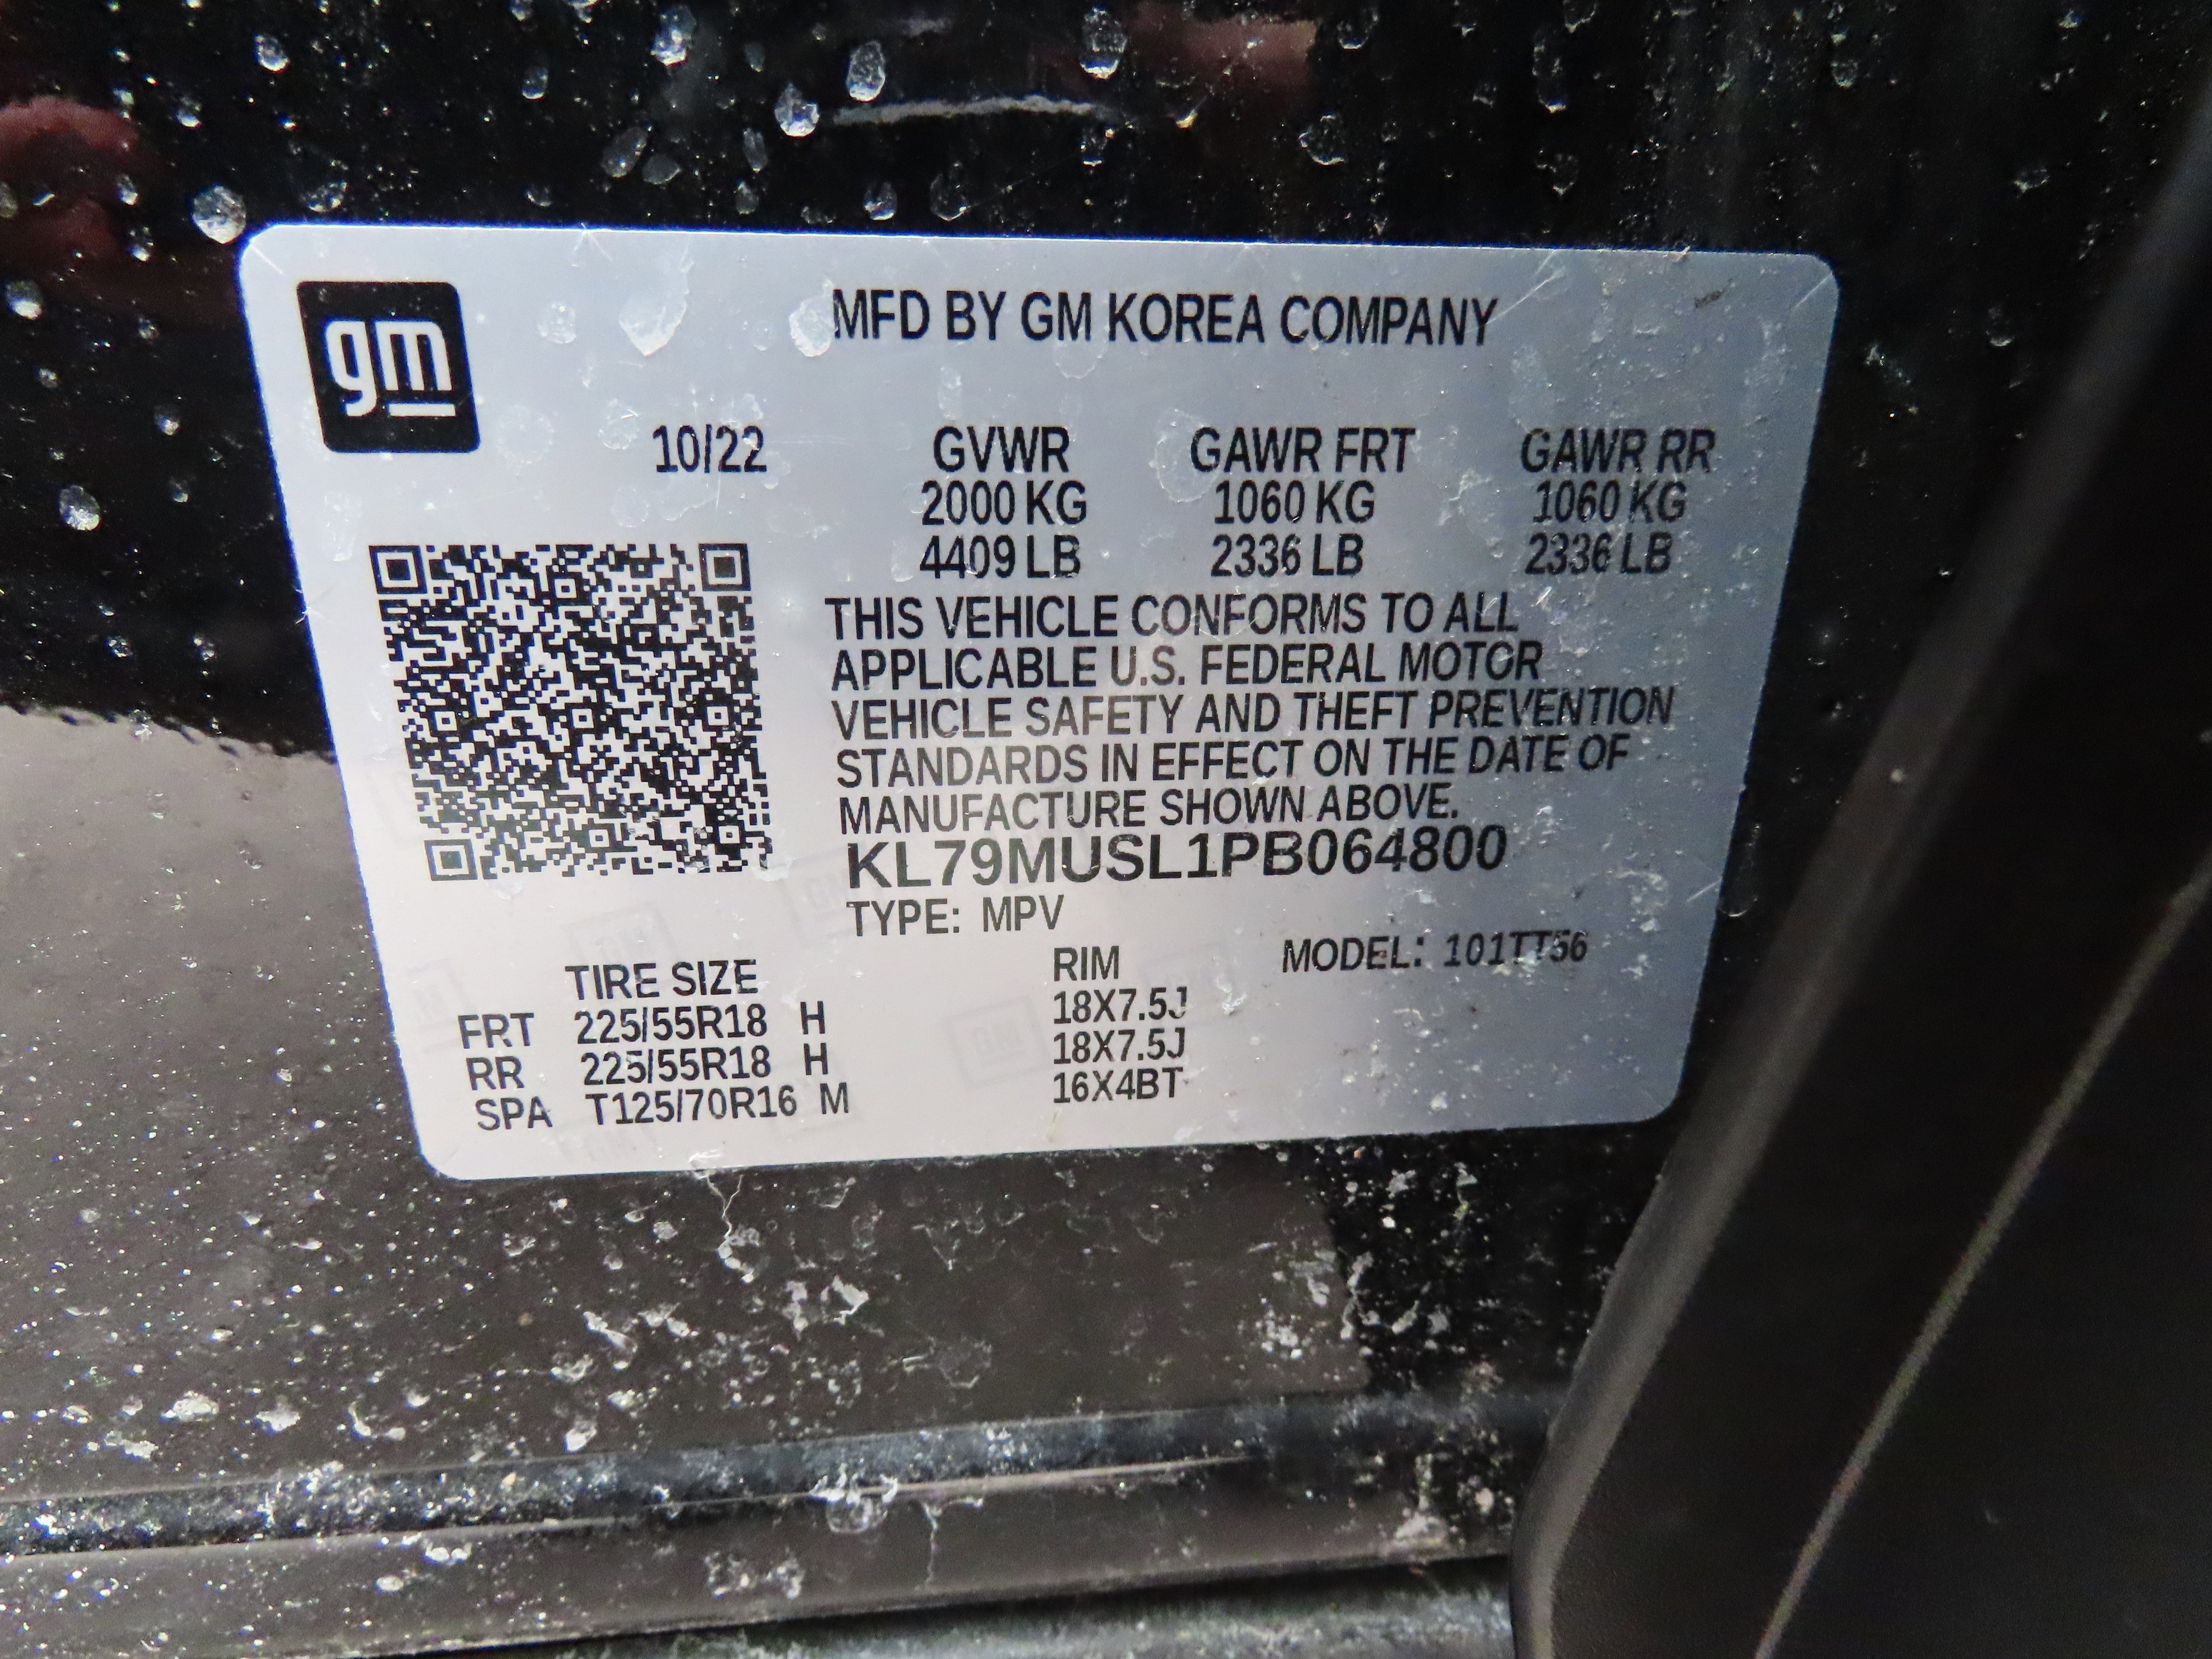 gm
MFD BY GM KOREA COMPANY
10/22 GVWR GAWR FRT GAWR RR
2000 KG 1060 KG 1060 KG
4409 LB 2336 LB 2336 LB
THIS VEHICLE CONFORMS TO ALL
APPLICABLE U.S. FEDERAL MOTOR
VEHICLE SAFETY AND THEFT PREVENTION
STANDARDS IN EFFECT ON THE DATE OF
MANUFACTURE SHOWN ABOVE.
KL79MUSL1PB064800
TYPE: MPV
TIRE SIZE RIM MODEL: 101TT56
FRT 225/55R18 H 18X7.5J
RR 225/55R18 H 18X7.5J
SPA T125/70R16 M 16X4BT